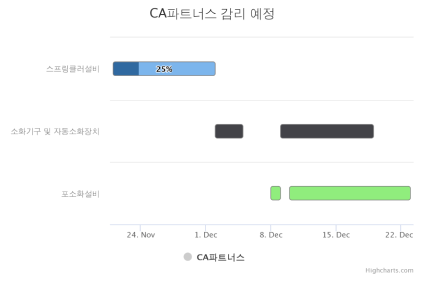 CA파트너스 감리 예정
스프링클러설비
25%
소화기구 및 자동소화장치
포소화설비
24. Nov
1. Dec
8. Dec
15. Dec
22. Dec
CA파트너스
Highcharts.com